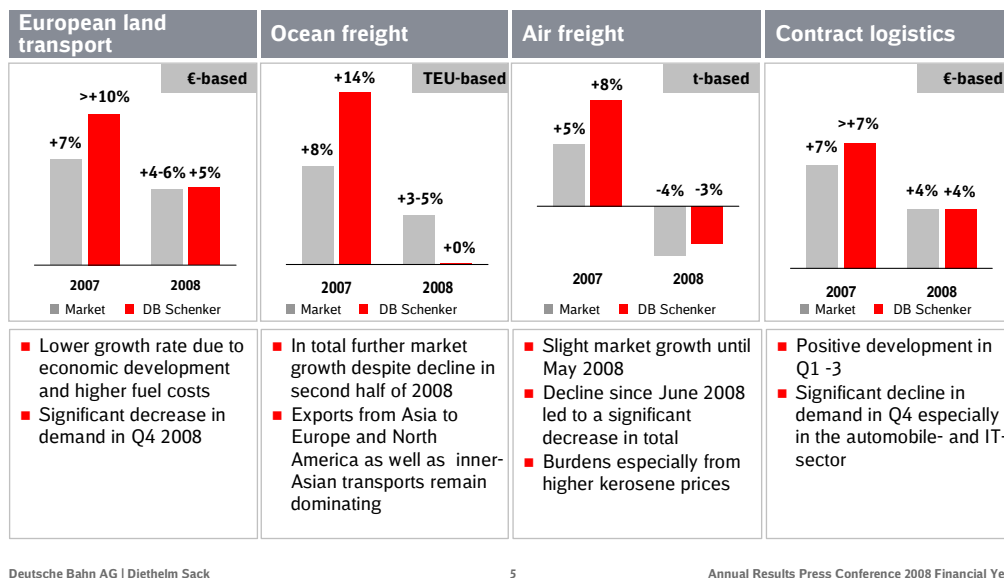 European land
transport
€-based
>+10%
+7%
+4-6% +5%
2007 2008
Market DB Schenker
Lower growth rate due to
economic development
and higher fuel costs
Significant decrease in
demand in Q4 2008
Ocean freight
TEU-based
+14%
+8%
+3-5%
+0%
2007 2008
Market DB Schenker
In total further market
growth despite decline in
second half of 2008
Exports from Asia to
Europe and North
America as well as inner-
Asian transports remain
dominating
Air freight
t-based
+8%
+5%
-4% -3%
2007 2008
Market DB Schenker
Slight market growth until
May 2008
Decline since June 2008
led to a significant
decrease in total
Burdens especially from
higher kerosene prices
Contract logistics
€-based
>+7%
+7%
+4% +4%
2007 2008
Market DB Schenker
Positive development in
Q1 -3
Significant decline in
demand in Q4 especially
in the automobile- and IT-
sector
Deutsche Bahn AG | Diethelm Sack
5
Annual Results Press Conference 2008 Financial Ye